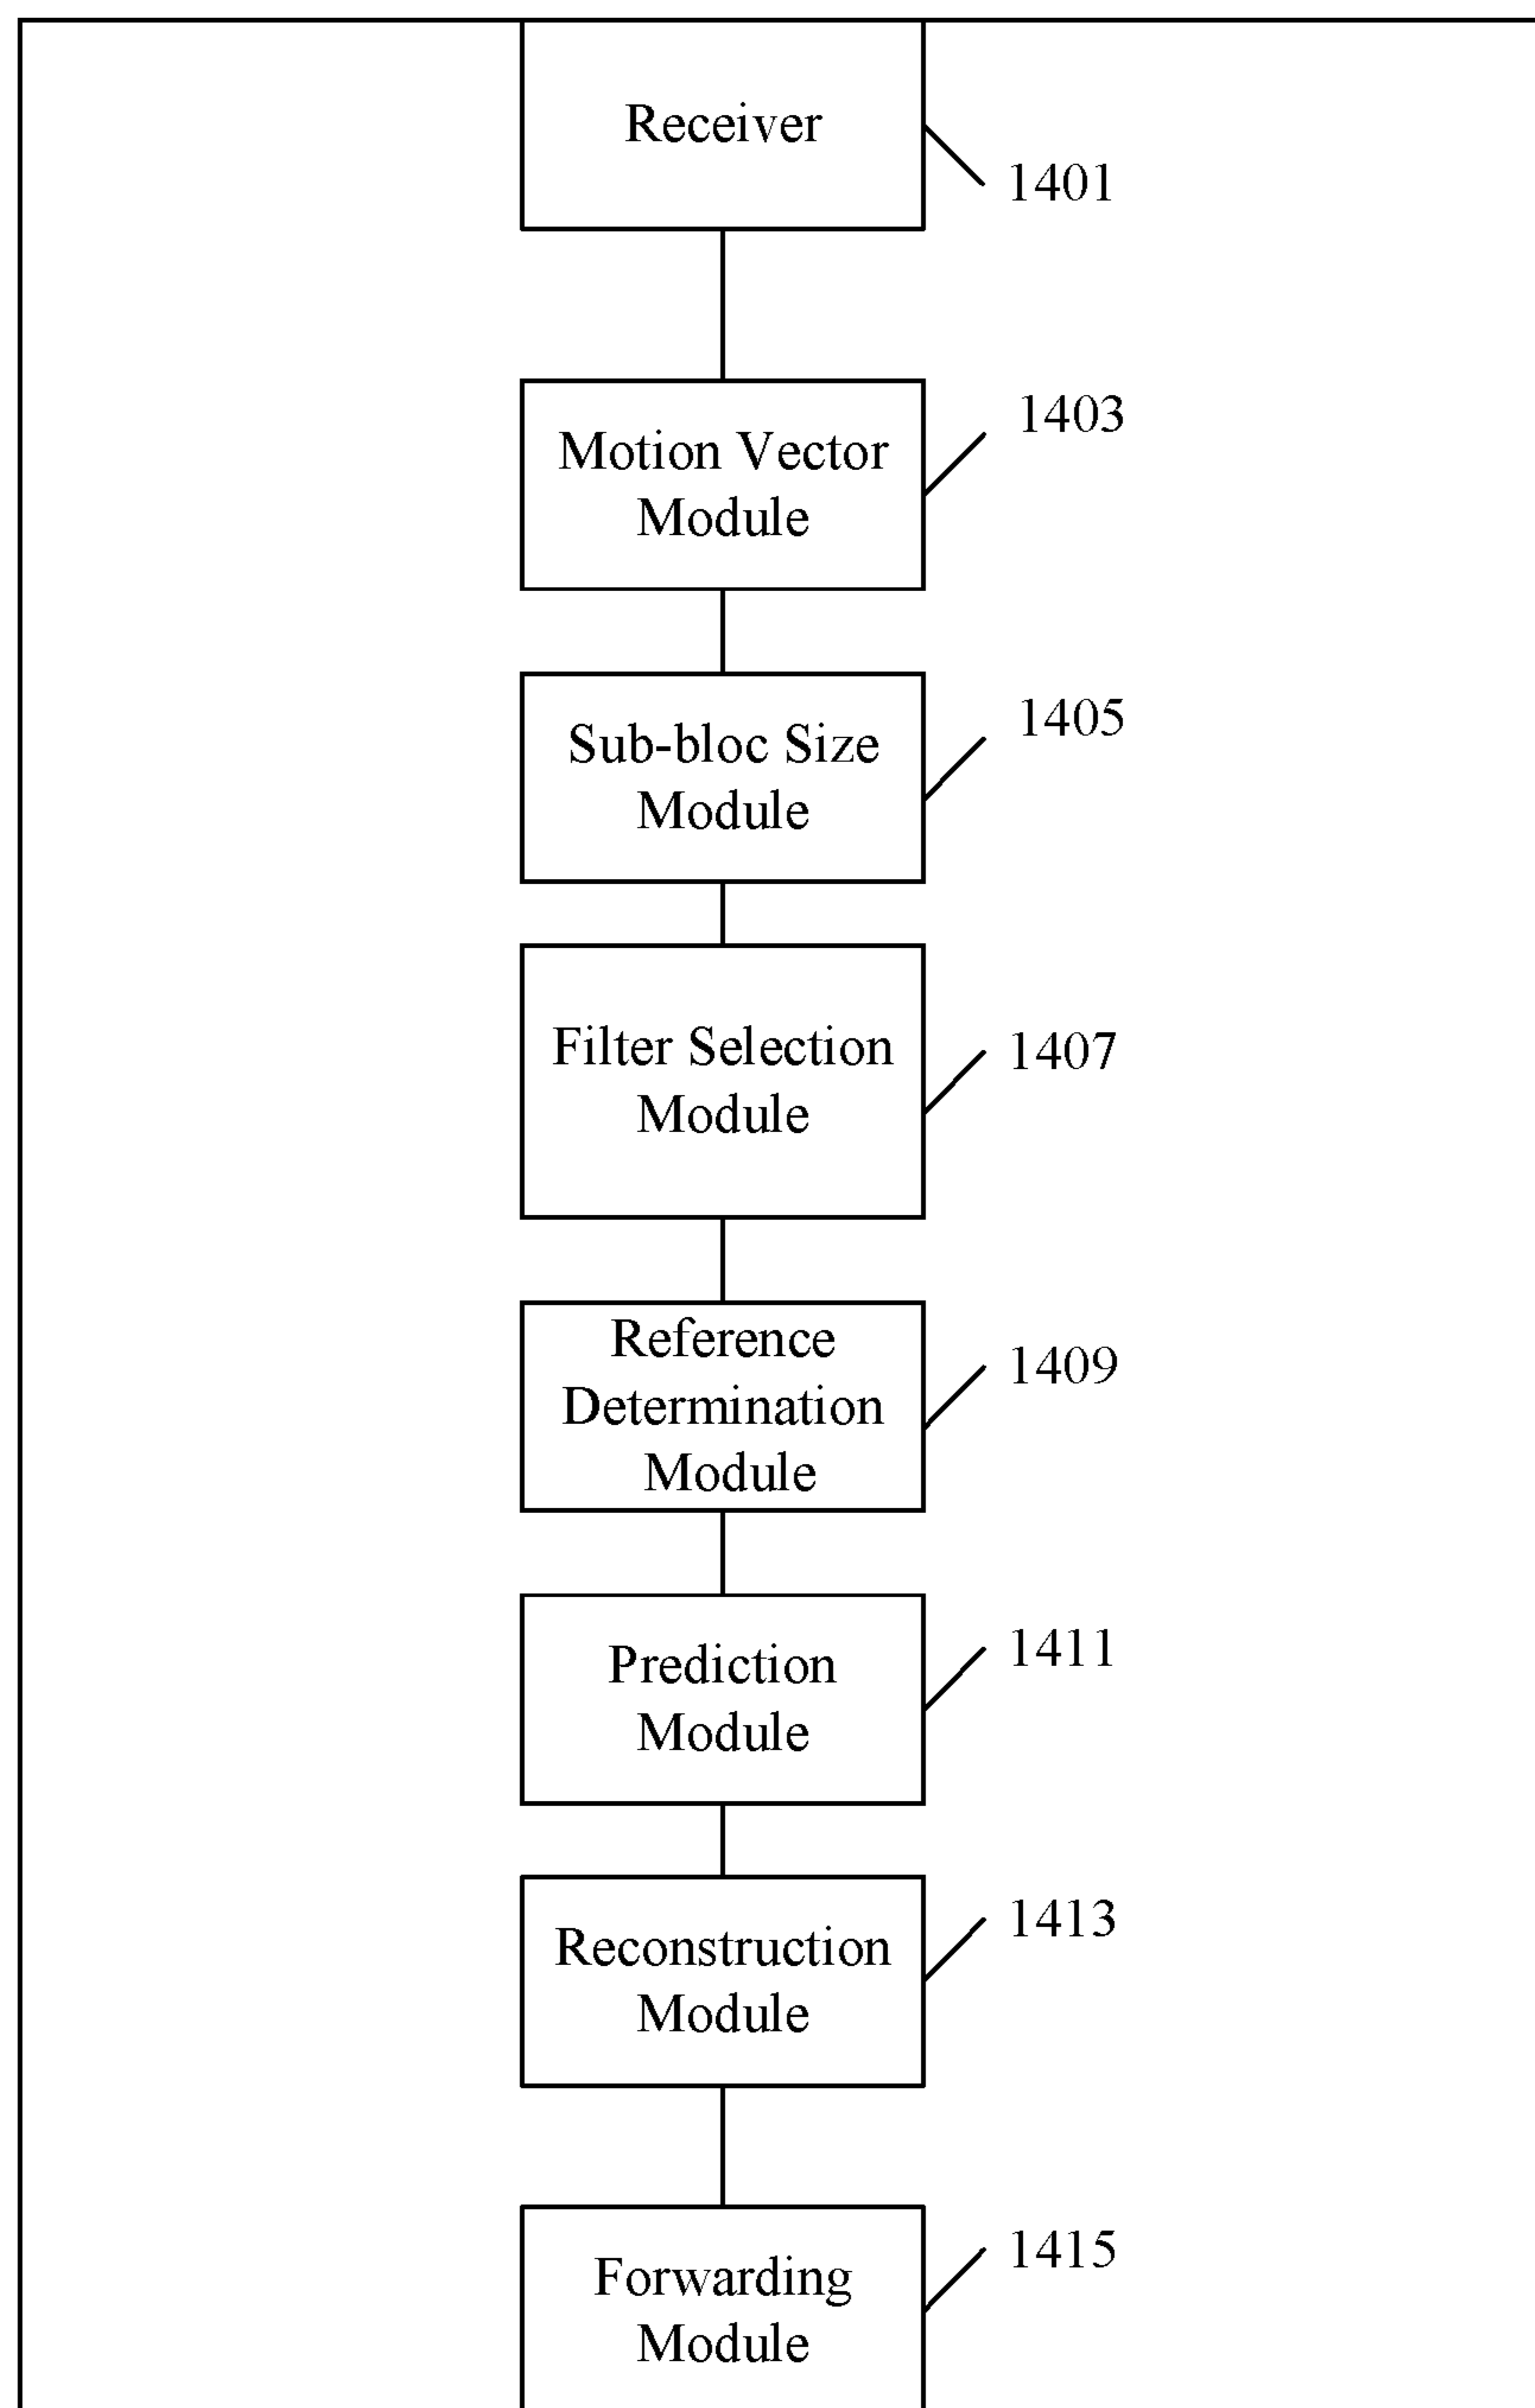 Receiver
1401
1403
Motion Vector
Module
1405
Sub-bloc Size
Module
Filter Selection
1407
Module
Reference
1409
Determination
Module
1411
Prediction
Module
1413
Reconstruction
Module
1415
Forwarding
Module